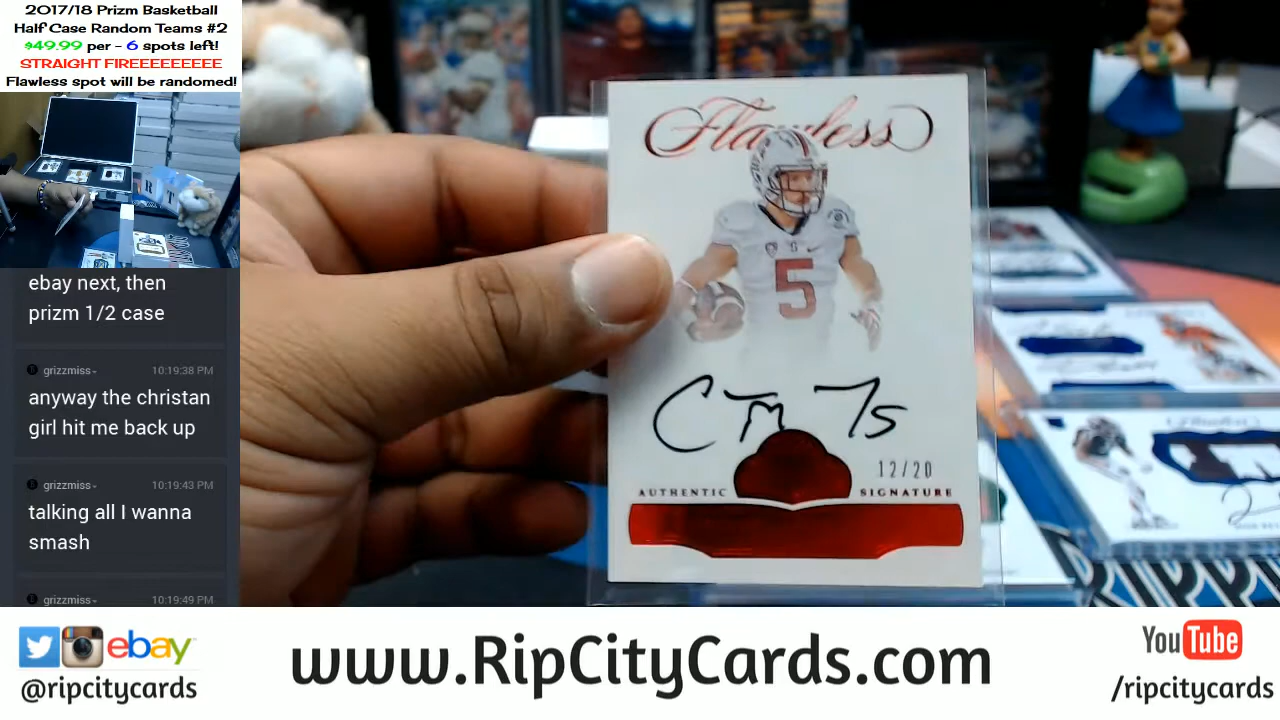 2017/18 Prizm Basketball
Half Case Random Teams #2
$49.99 per - 6 spots left!
STRAIGHT FIREEEEEEEEE
Flawless spot will be randomed!
ebay next, then
prizm 1/2 case
grizzmiss- 10:19:38 PM
anyway the christan
girl hit me back up
grizzmiss- 10:19:43 PM
talking all I wanna
smash
grizzmiss- 10:19:49 PM
Flawless
5
12/20
AUTHENTIC SIGNATURE
ebay
@ripcitycards
www.RipCityCards.com
YouTube
/ripcitycards